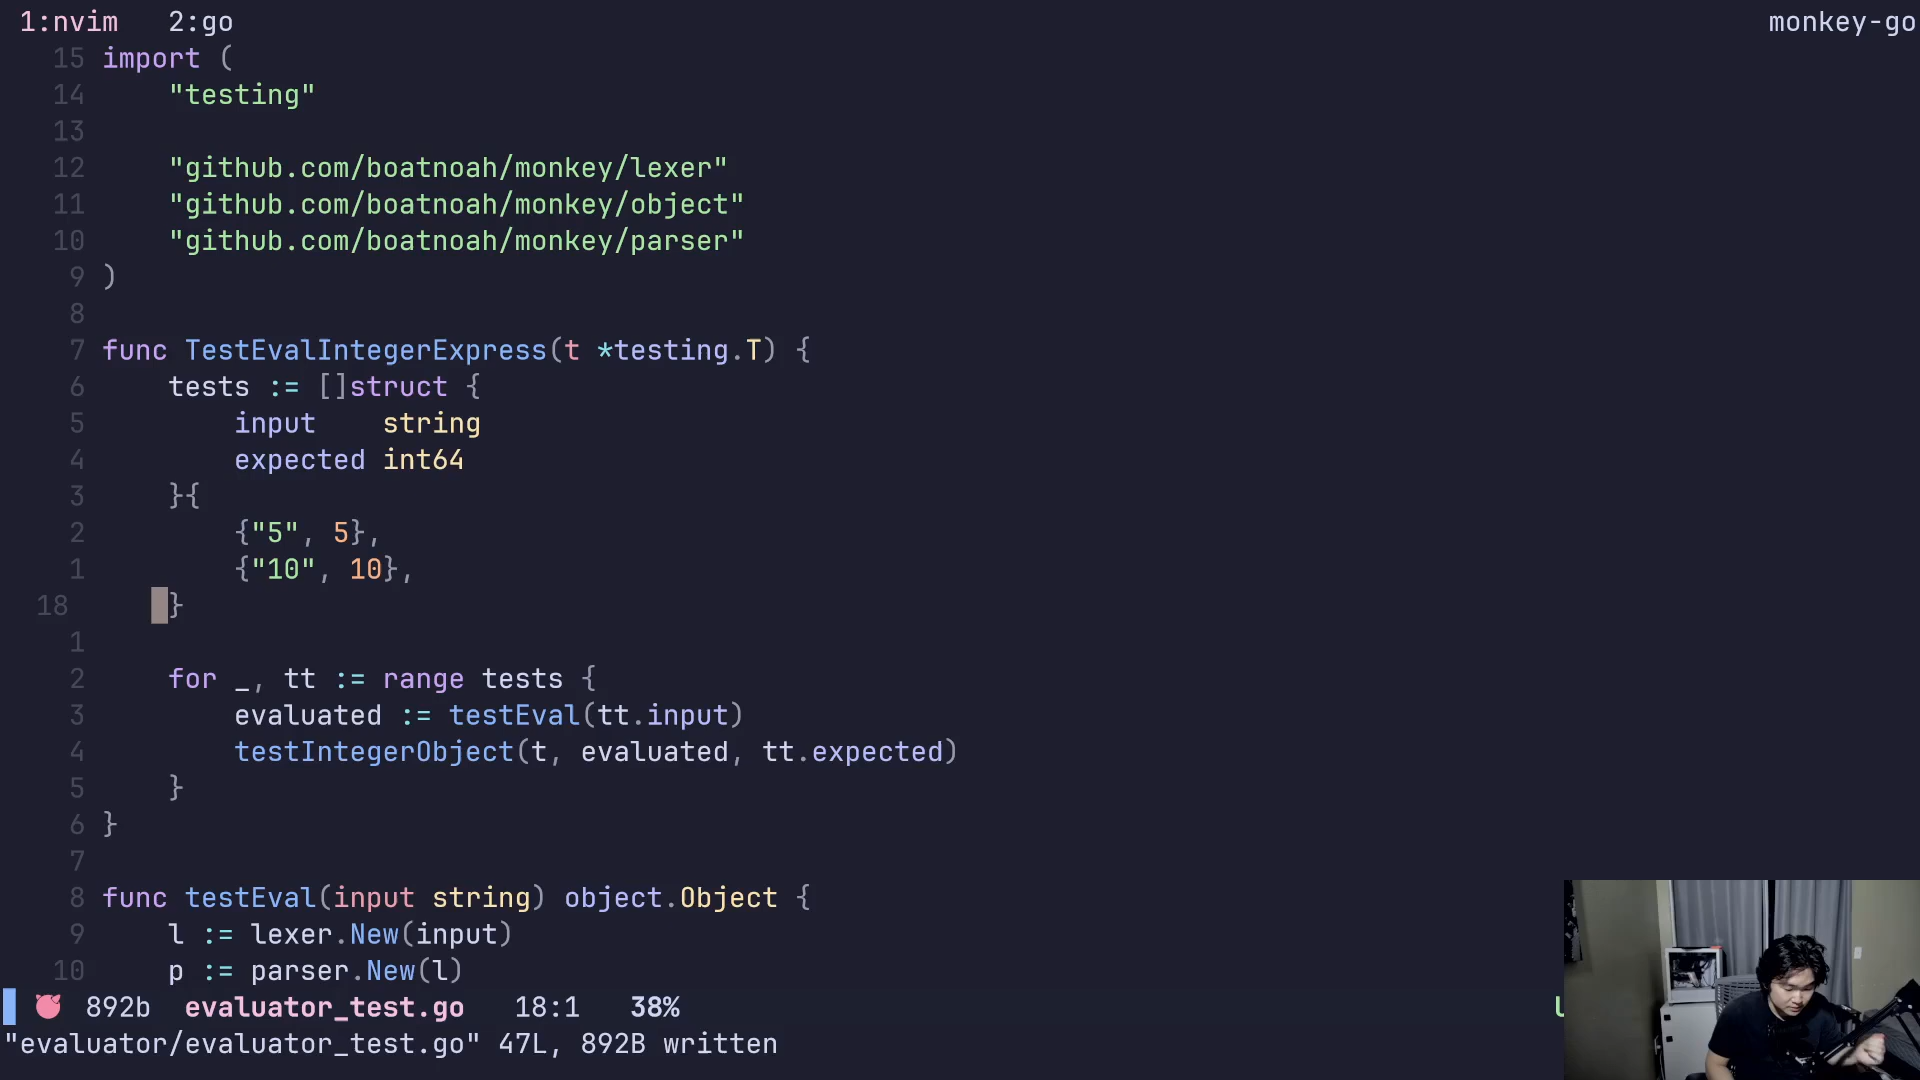 1:nvim 2:go monkey-go
15 import (
14 "testing"
13
12 "github.com/boatnoah/monkey/lexer"
11 "github.com/boatnoah/monkey/object"
10 "github.com/boatnoah/monkey/parser"
9 )
8
7 func TestEvalIntegerExpress(t *testing.T) {
6 tests := []struct {
5 input string
4 expected int64
3 }{
2 {"5", 5},
1 {"10", 10},
18 }
1
2 for _, tt := range tests {
3 evaluated := testEval(tt.input)
4 testIntegerObject(t, evaluated, tt.expected)
5 }
6 }
7
8 func testEval(input string) object.Object {
9 l := lexer.New(input)
10 p := parser.New(l)
892b evaluator_test.go 18:1 38%
"evaluator/evaluator_test.go" 47L, 892B written